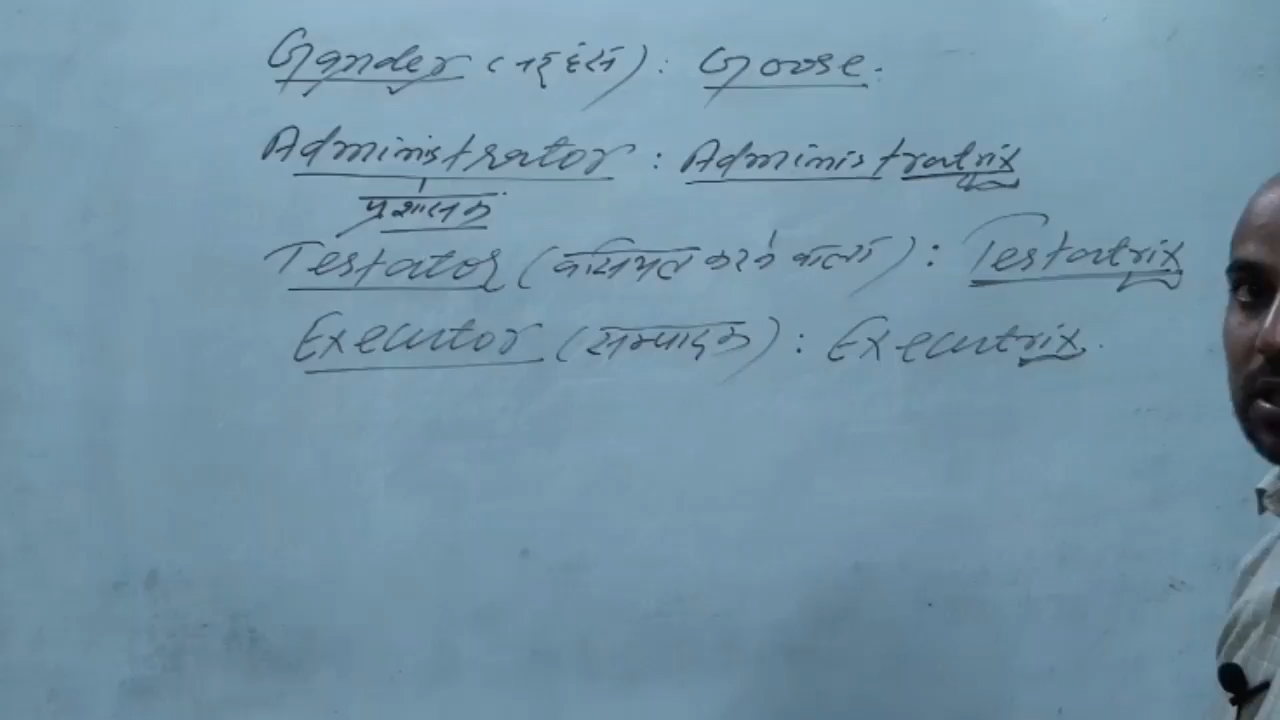 Gander (नर हंस) : Goose.
Administrator : Administratrix
प्रशासक
Testator (वसियत करने वाला) : Testatrix
Executor (सम्पादक) : Executrix.